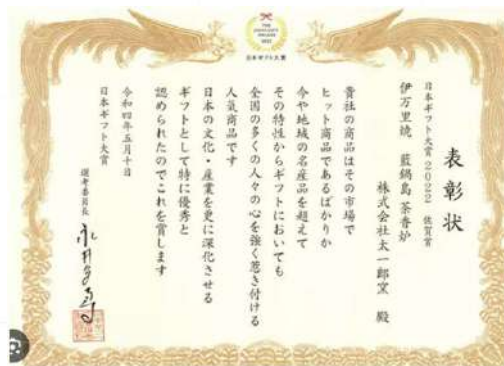 日本ギフト大賞
表彰状
日本ギフト大賞2022 佐賀賞
伊万里焼 藍鍋島 茶香炉
株式会社太一郎窯 殿
貴社の商品はその市場で
ヒット商品であるばかりか
今や地域の名産品を超えて
その特性からギフトにおいても
全国の多くの人々の心を強く惹き付ける
人気商品です
日本の文化・産業を更に深化させる
ギフトとして特に優秀と
認められたのでこれを賞します
令和四年五月十日
日本ギフト大賞
選考委員長